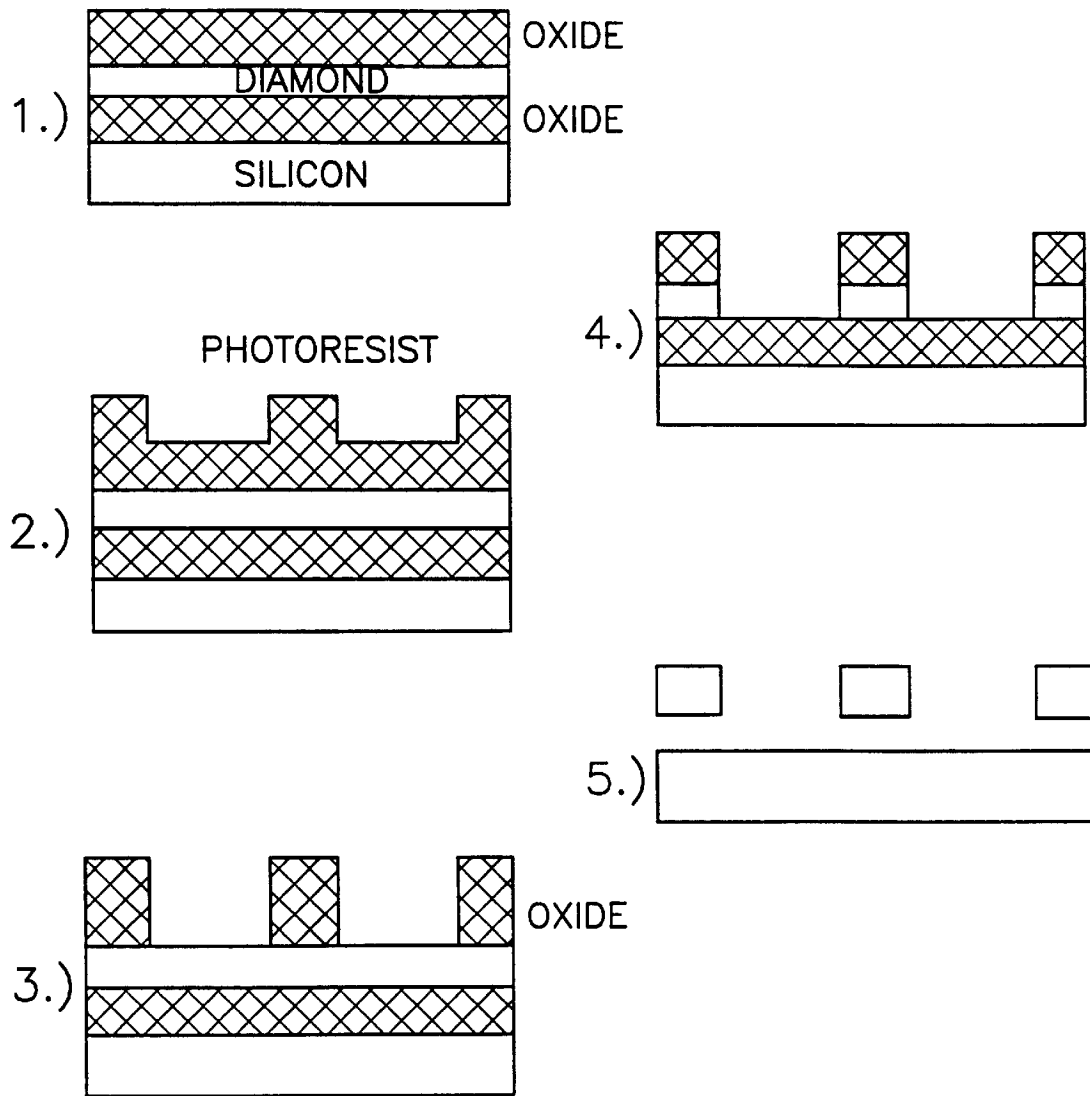 OXIDE
DIAMOND
1.)
OXIDE
SILICON
PHOTORESIST
2.)
OXIDE
3.)
4.)
5.)